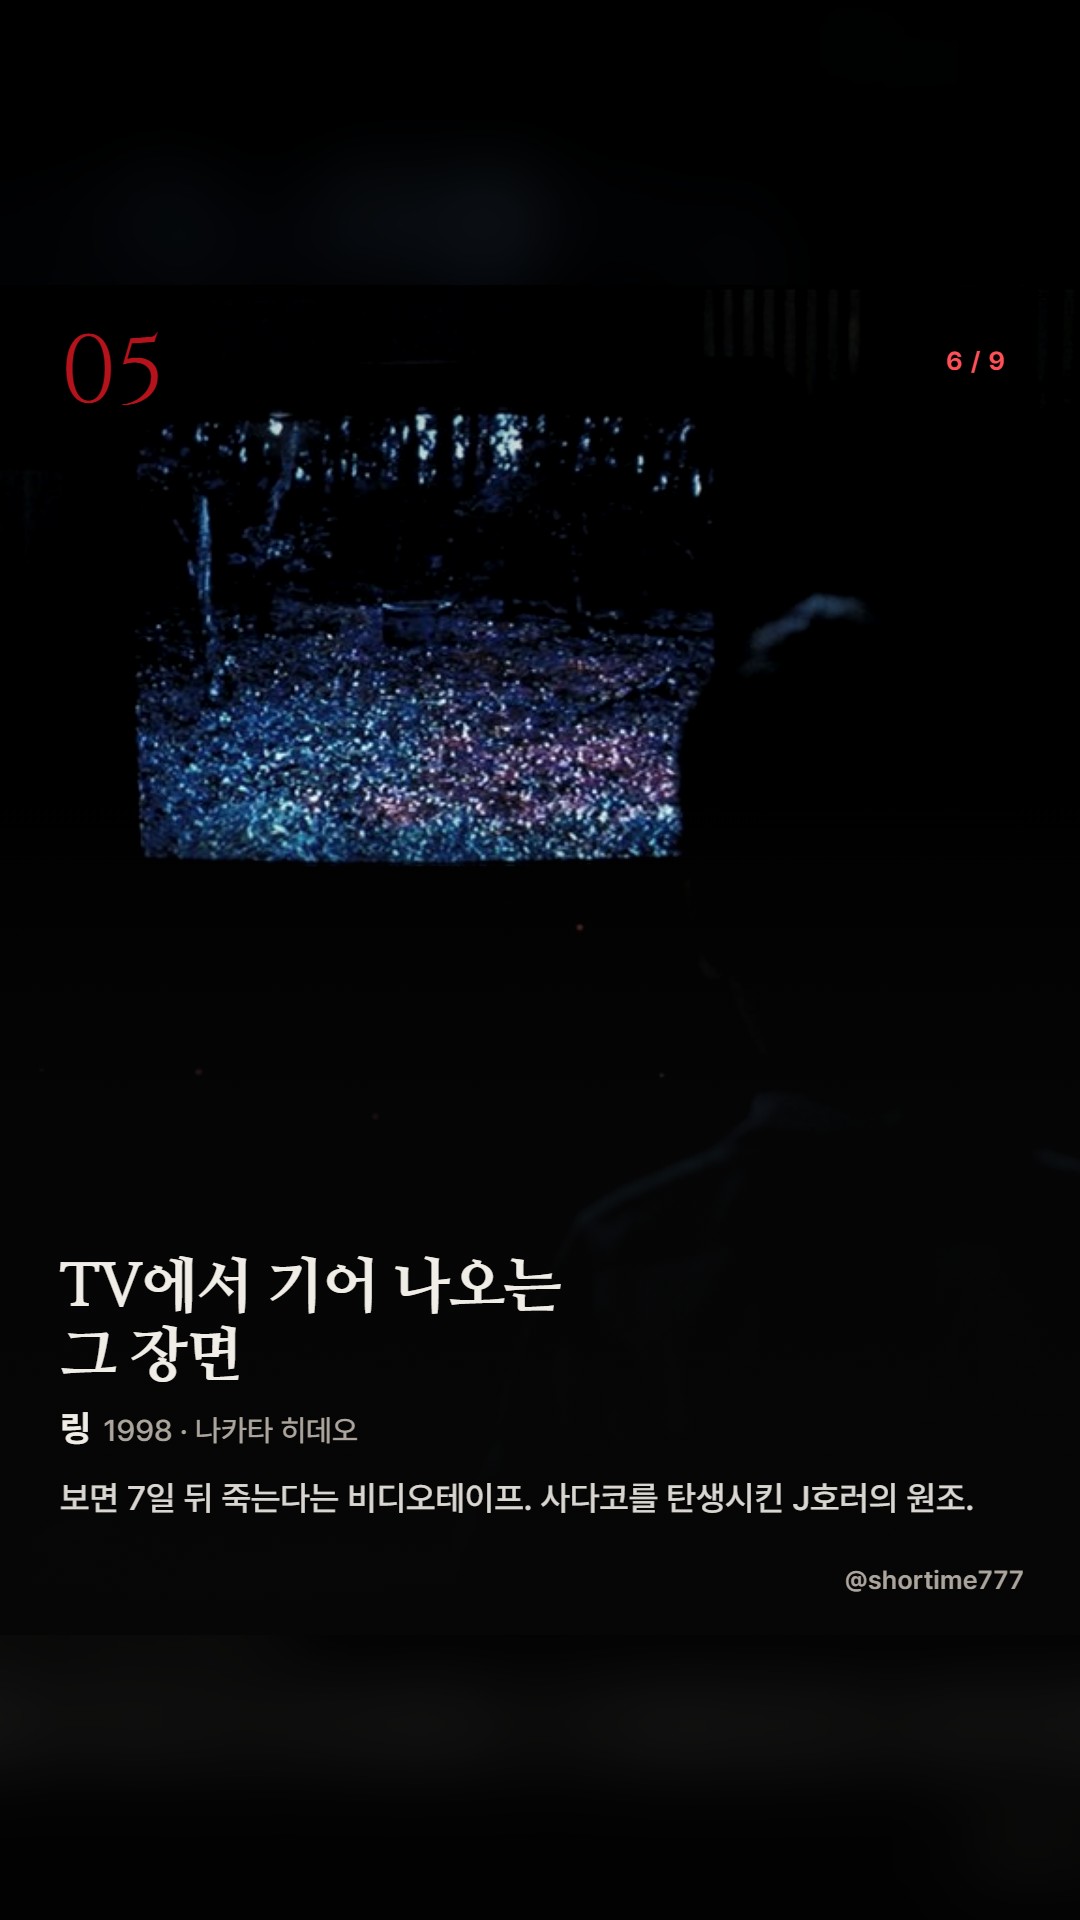 05
6 / 9
TV에서 기어 나오는
그 장면
링 1998 · 나카타 히데오
보면 7일 뒤 죽는다는 비디오테이프. 사다코를 탄생시킨 J호러의 원조.
@shortime777